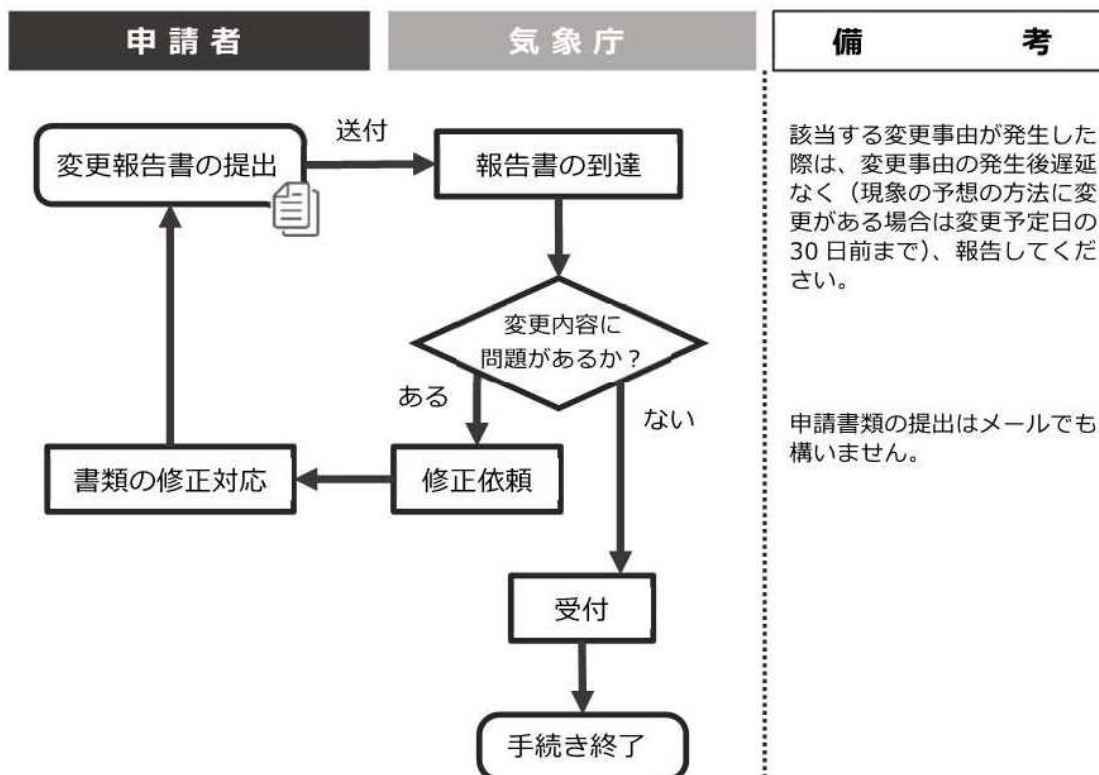 申請者
気象庁
備考
送付
変更報告書の提出
報告書の到達
変更内容に
問題があるか？
ある
ない
書類の修正対応
修正依頼
受付
手続き終了
該当する変更事由が発生した
際は、変更事由の発生後遅延
なく（現象の予想の方法に変
更がある場合は変更予定日の
30 日前まで）、報告してくだ
さい。
申請書類の提出はメールでも
構いません。